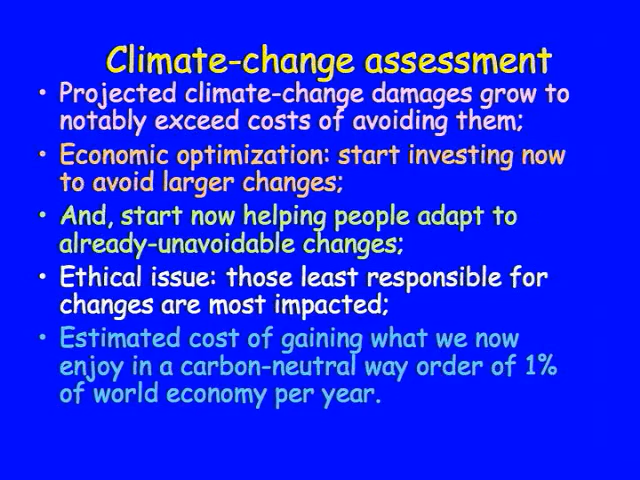 Climate-change assessment
• Projected climate-change damages grow to
notably exceed costs of avoiding them;
• Economic optimization: start investing now
to avoid larger changes;
• And, start now helping people adapt to
already-unavoidable changes;
• Ethical issue: those least responsible for
changes are most impacted;
• Estimated cost of gaining what we now
enjoy in a carbon-neutral way order of 1%
of world economy per year.